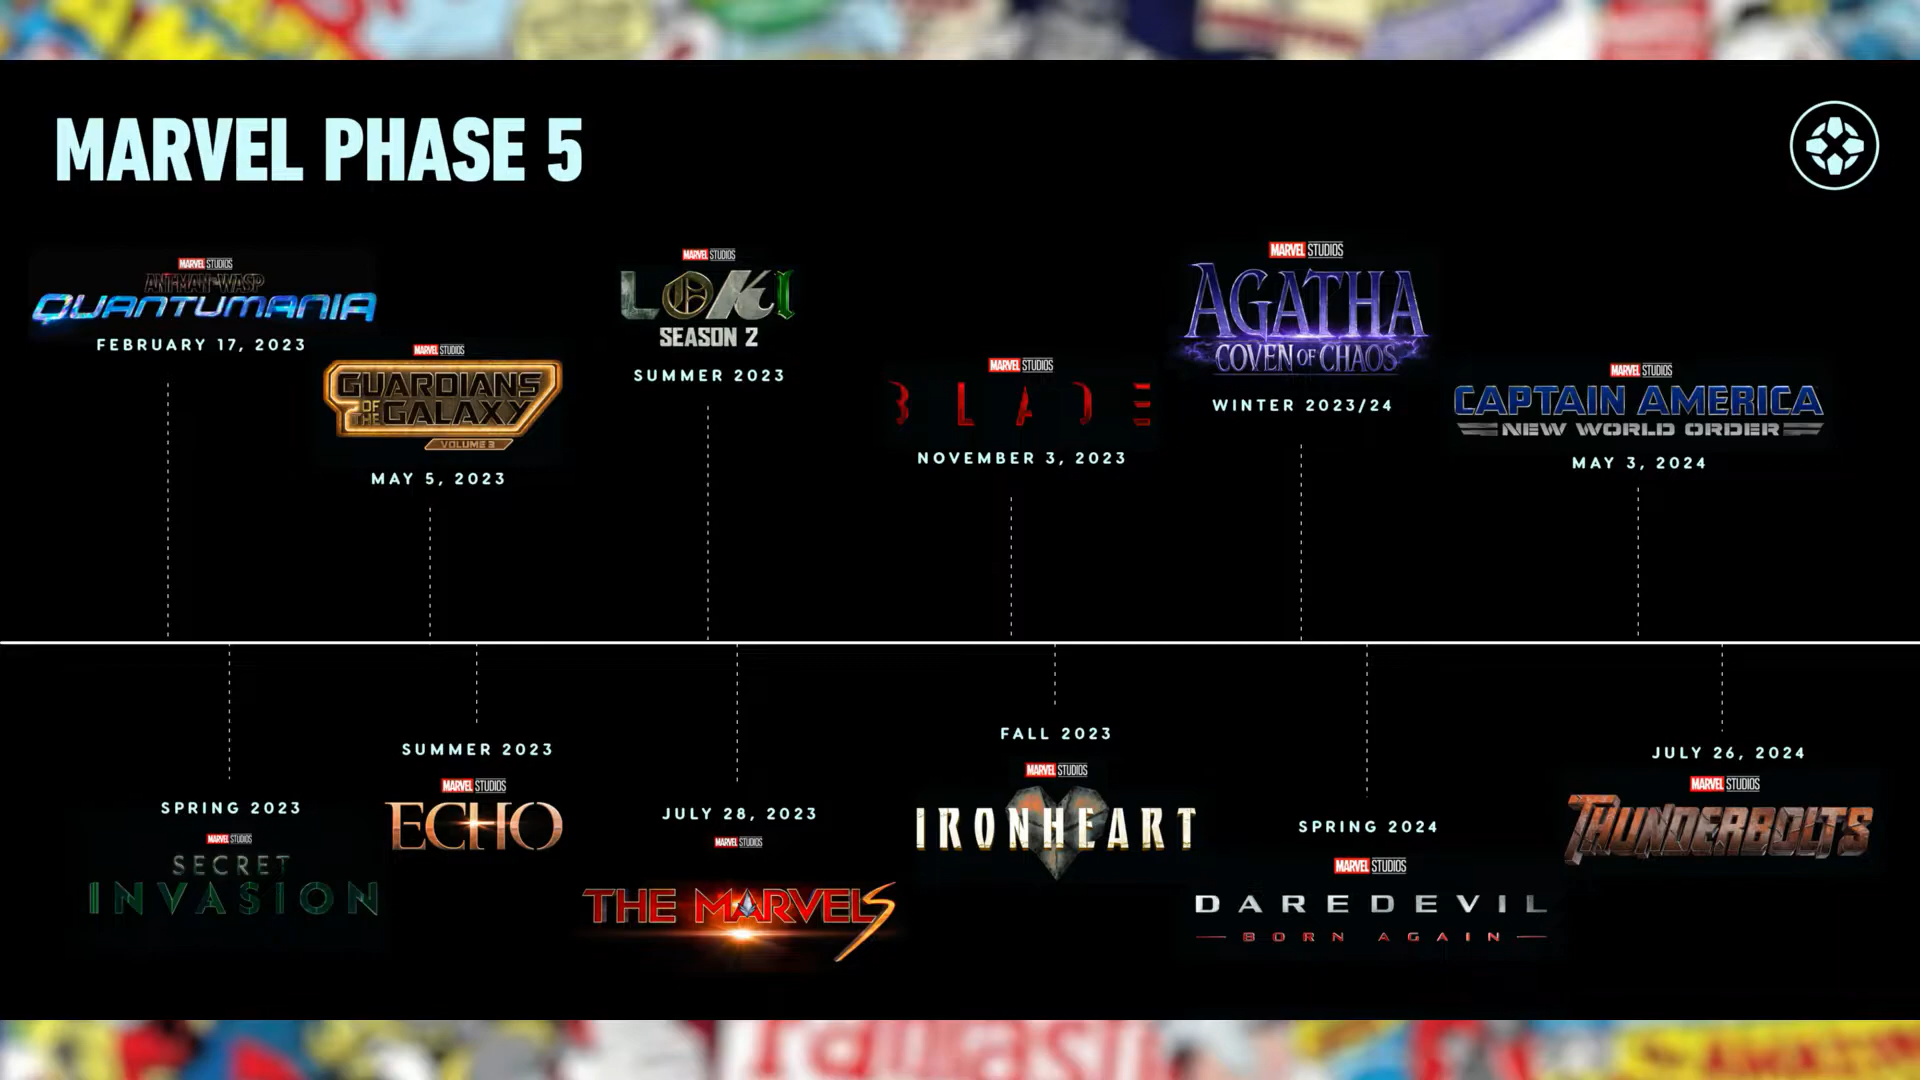 MARVEL PHASE 5
MARVEL STUDIOS
ANT-MAN AND THE WASP
QUANTUMANIA
FEBRUARY 17, 2023
MARVEL STUDIOS
GUARDIANS
OF THE GALAXY
VOLUME 3
MAY 5, 2023
MARVEL STUDIOS
LOKI
SEASON 2
SUMMER 2023
MARVEL STUDIOS
BLADE
NOVEMBER 3, 2023
MARVEL STUDIOS
AGATHA
COVEN OF CHAOS
WINTER 2023/24
MARVEL STUDIOS
CAPTAIN AMERICA
NEW WORLD ORDER
MAY 3, 2024
SPRING 2023
MARVEL STUDIOS
SECRET
INVASION
SUMMER 2023
MARVEL STUDIOS
ECHO
JULY 28, 2023
MARVEL STUDIOS
THE MARVELS
FALL 2023
MARVEL STUDIOS
IRONHEART
SPRING 2024
MARVEL STUDIOS
DAREDEVIL
BORN AGAIN
JULY 26, 2024
MARVEL STUDIOS
THUNDERBOLTS